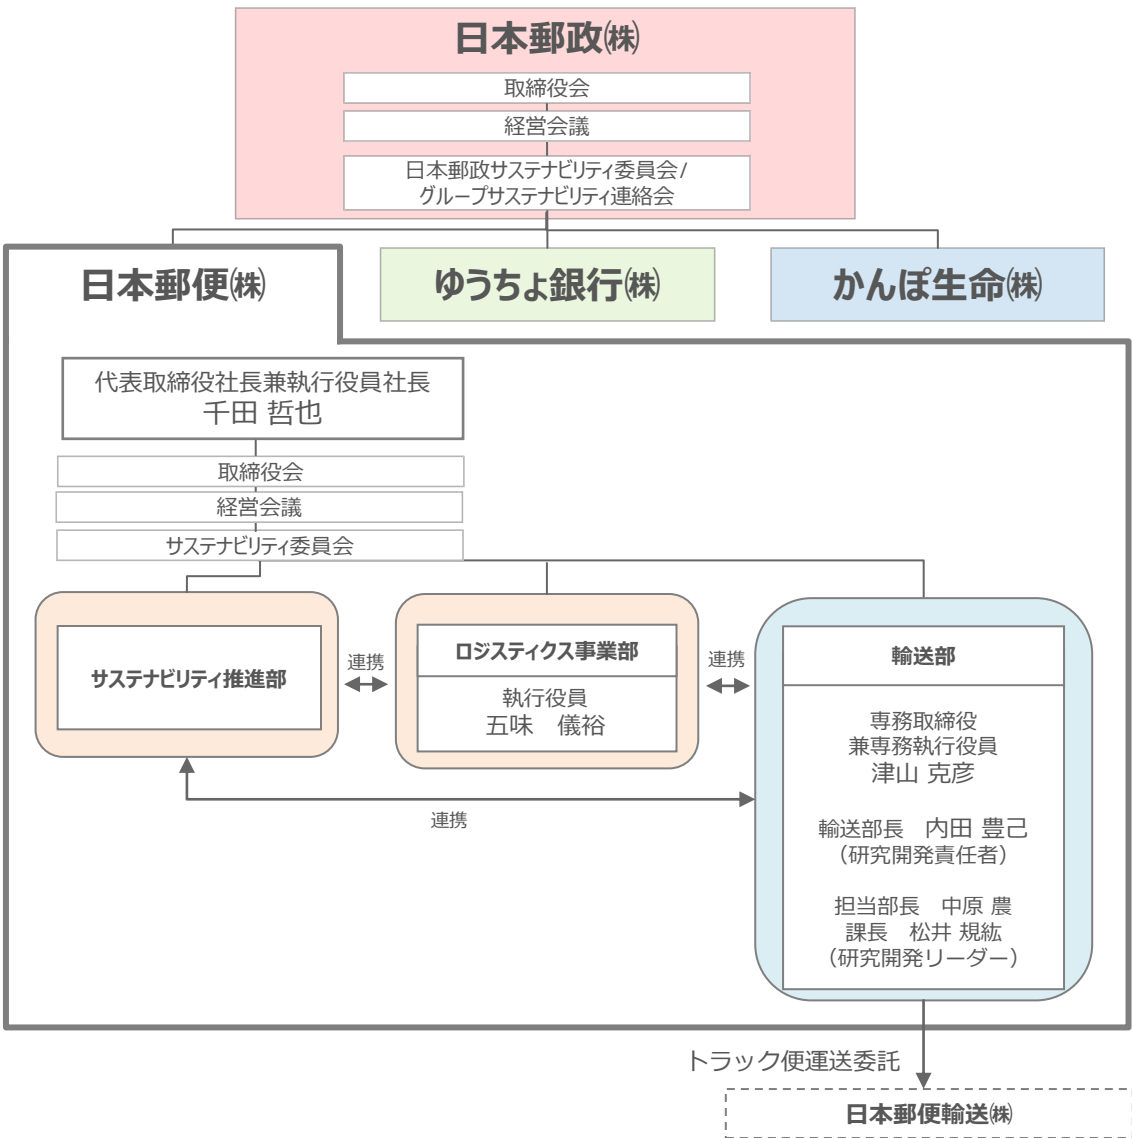 日本郵政㈱
取締役会
経営会議
日本郵政サステナビリティ委員会/
グループサステナビリティ連絡会
日本郵便㈱
ゆうちょ銀行㈱
かんぽ生命㈱
代表取締役社長兼執行役員社長
千田 哲也
取締役会
経営会議
サステナビリティ委員会
サステナビリティ推進部
連携
ロジスティクス事業部
執行役員
五味　儀裕
連携
輸送部
専務取締役
兼専務執行役員
津山 克彦
輸送部長　内田 豊己
（研究開発責任者）
担当部長　中原 農
課長　松井 規紘
（研究開発リーダー）
連携
トラック便運送委託
日本郵便輸送㈱